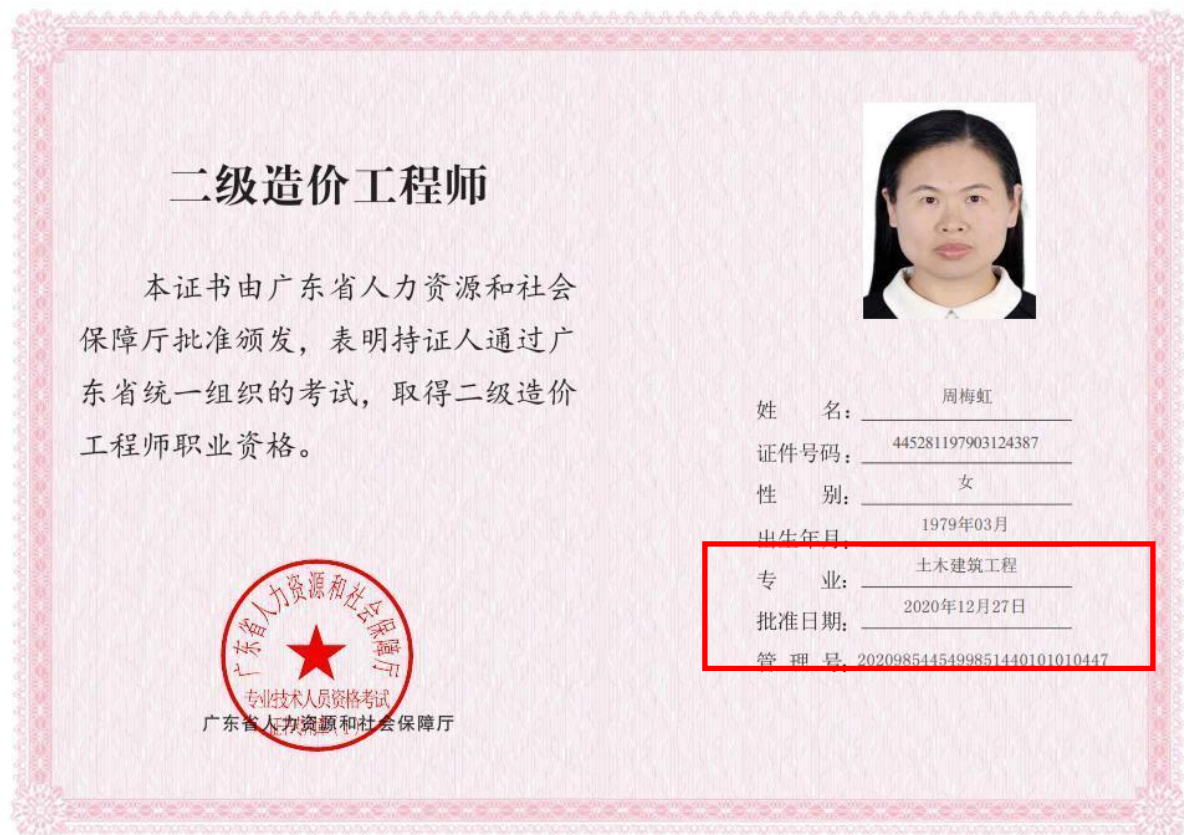 二级造价工程师
本证书由广东省人力资源和社会
保障厅批准颁发，表明持证人通过广
东省统一组织的考试，取得二级造价
工程师职业资格。
姓 名：周梅虹
证件号码：445281197903124387
性 别：女
出生年月：1979年03月
专 业：土木建筑工程
批准日期：2020年12月27日
管 理 号：2020985445499851440101010447
广东省人力资源和社会保障厅
专业技术人员资格考试
广东省人力资源和社会保障厅